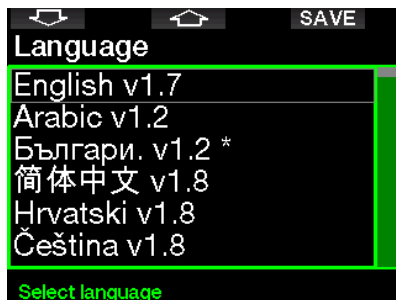 SAVE
Language
English v1.7
Arabic v1.2
Българи. v1.2 *
简体中文 v1.8
Hrvatski v1.8
Čeština v1.8
Select language